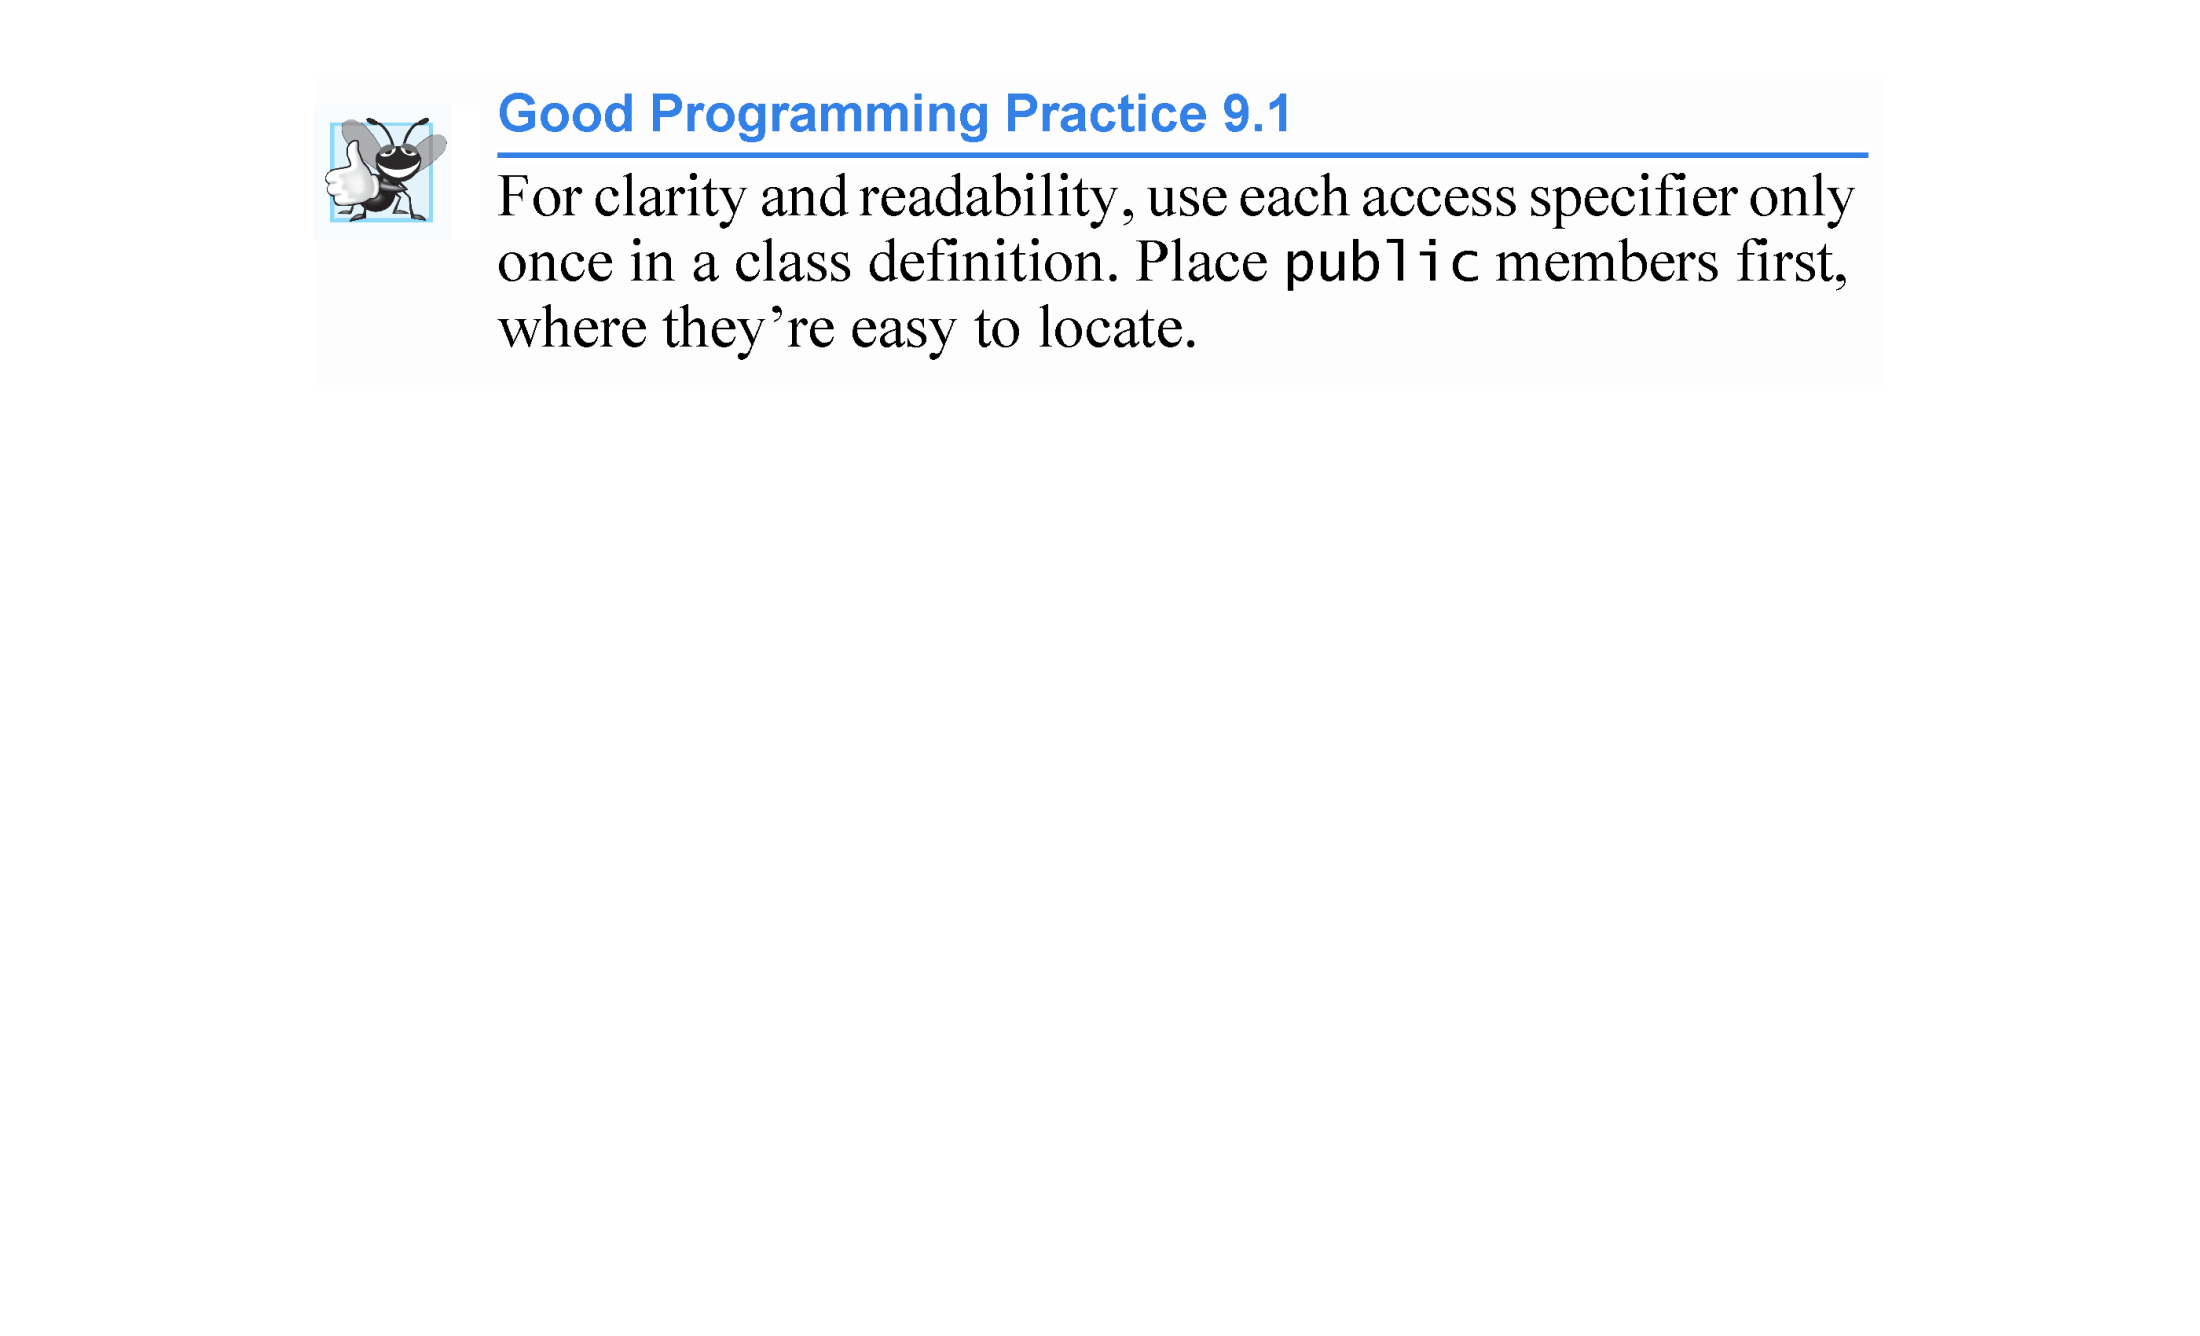 Good Programming Practice 9.1
For clarity and readability, use each access specifier only
once in a class definition. Place public members first,
where they’re easy to locate.